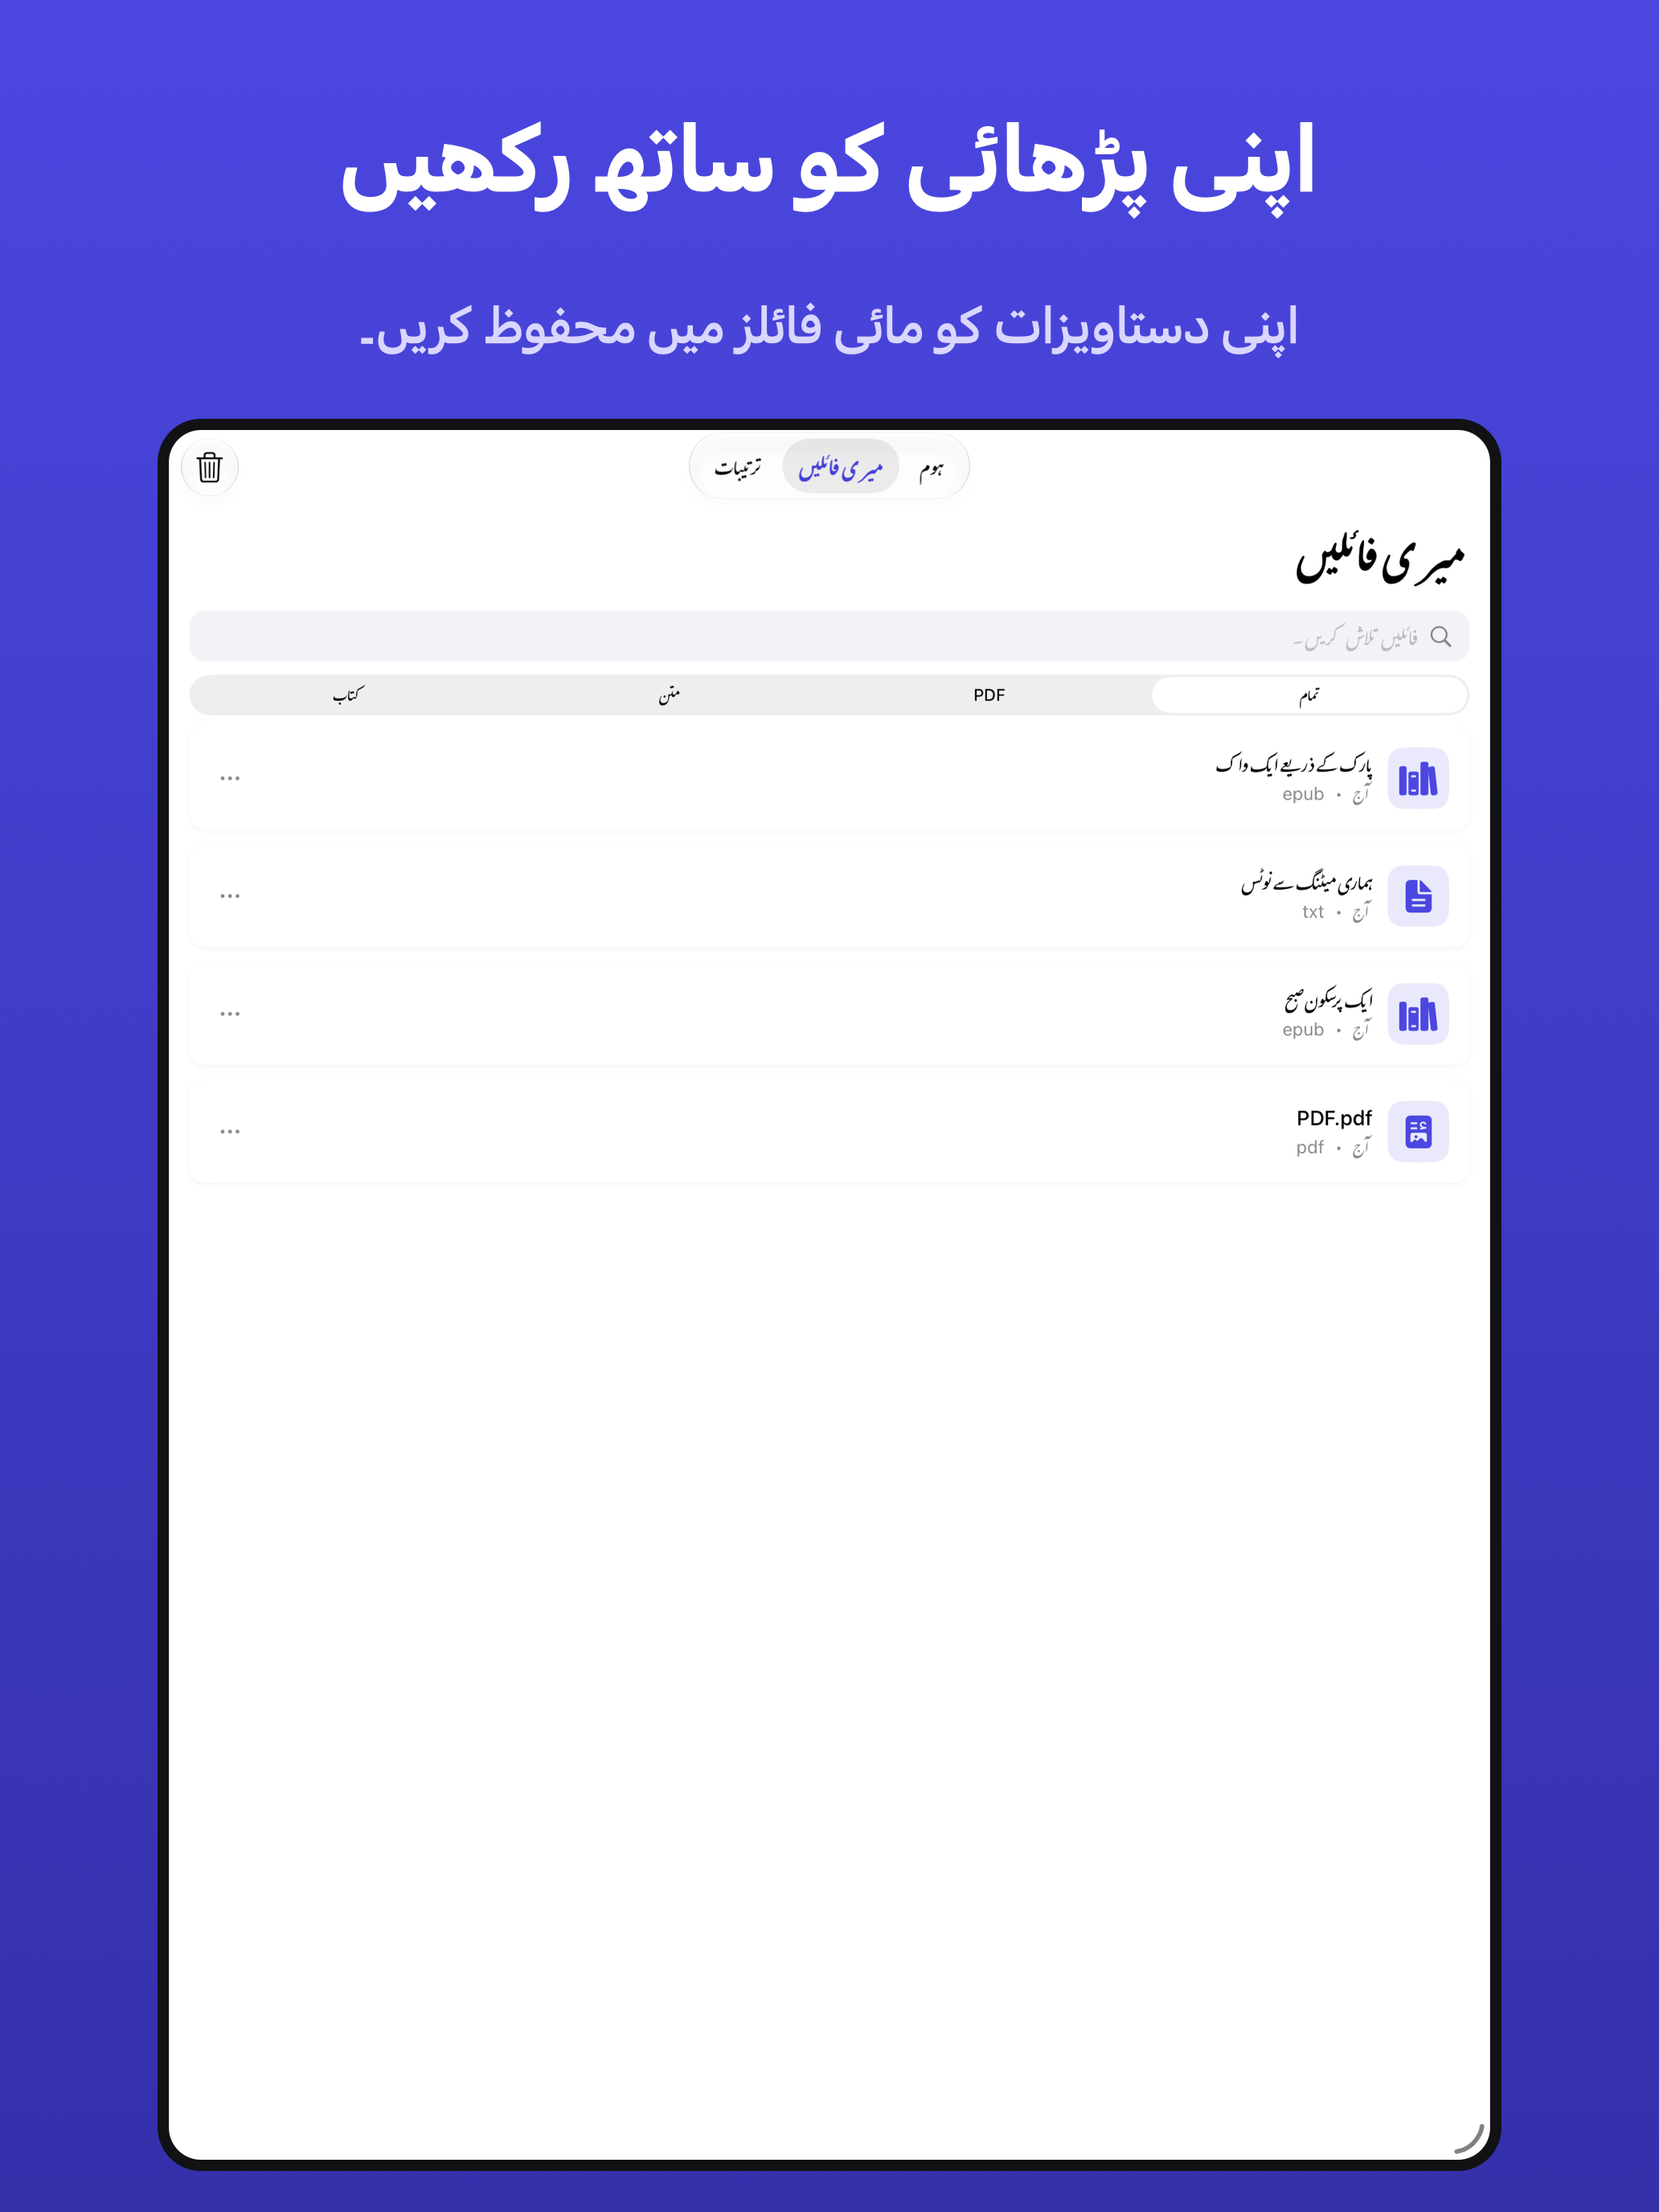 اپنی پڑھائی کو ساتھ رکھیں
اپنی دستاویزات کو مائی فائلز میں محفوظ کریں۔
ہوم
میری فائلیں
ترتیبات
میری فائلیں
فائلیں تلاش کریں۔
تمام
PDF
متن
کتاب
پارک کے ذریعے ایک واک
آج • epub
ہماری میٹنگ سے نوٹس
آج • txt
ایک پرسکون صبح
آج • epub
PDF.pdf
آج • pdf